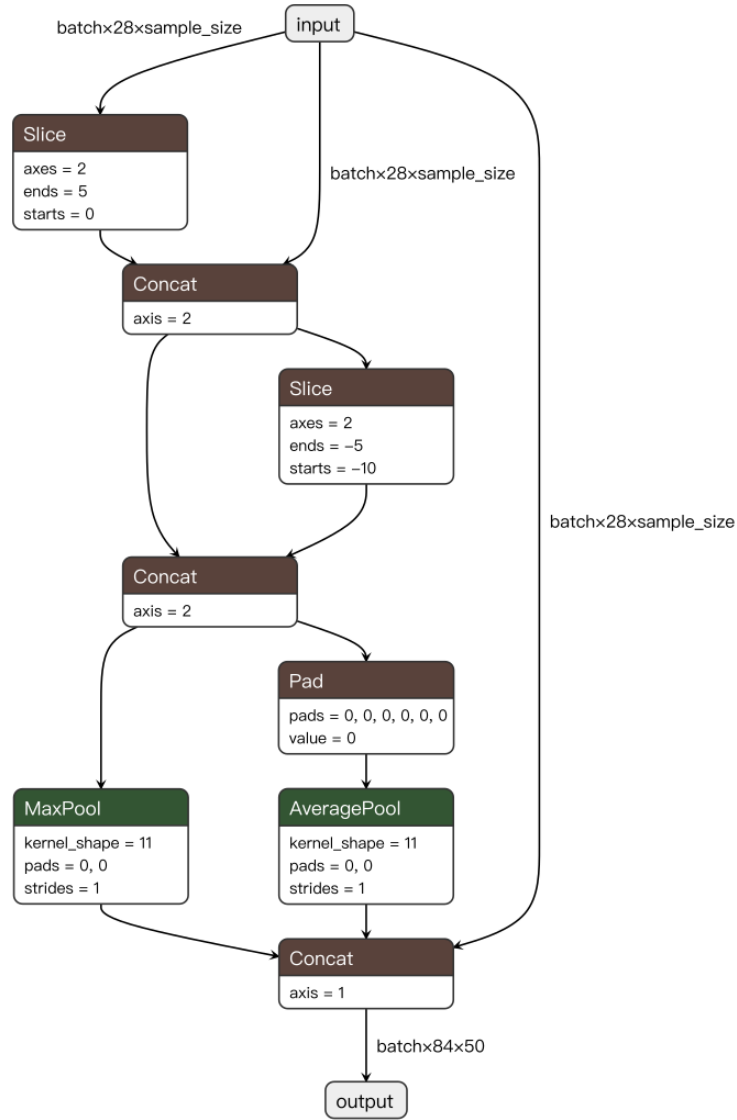 input
batch×28×sample_size
Slice
axes = 2
ends = 5
starts = 0
batch×28×sample_size
Concat
axis = 2
Slice
axes = 2
ends = −5
starts = −10
batch×28×sample_size
Concat
axis = 2
Pad
pads = 0, 0, 0, 0, 0, 0
value = 0
MaxPool
kernel_shape = 11
pads = 0, 0
strides = 1
AveragePool
kernel_shape = 11
pads = 0, 0
strides = 1
Concat
axis = 1
batch×84×50
output